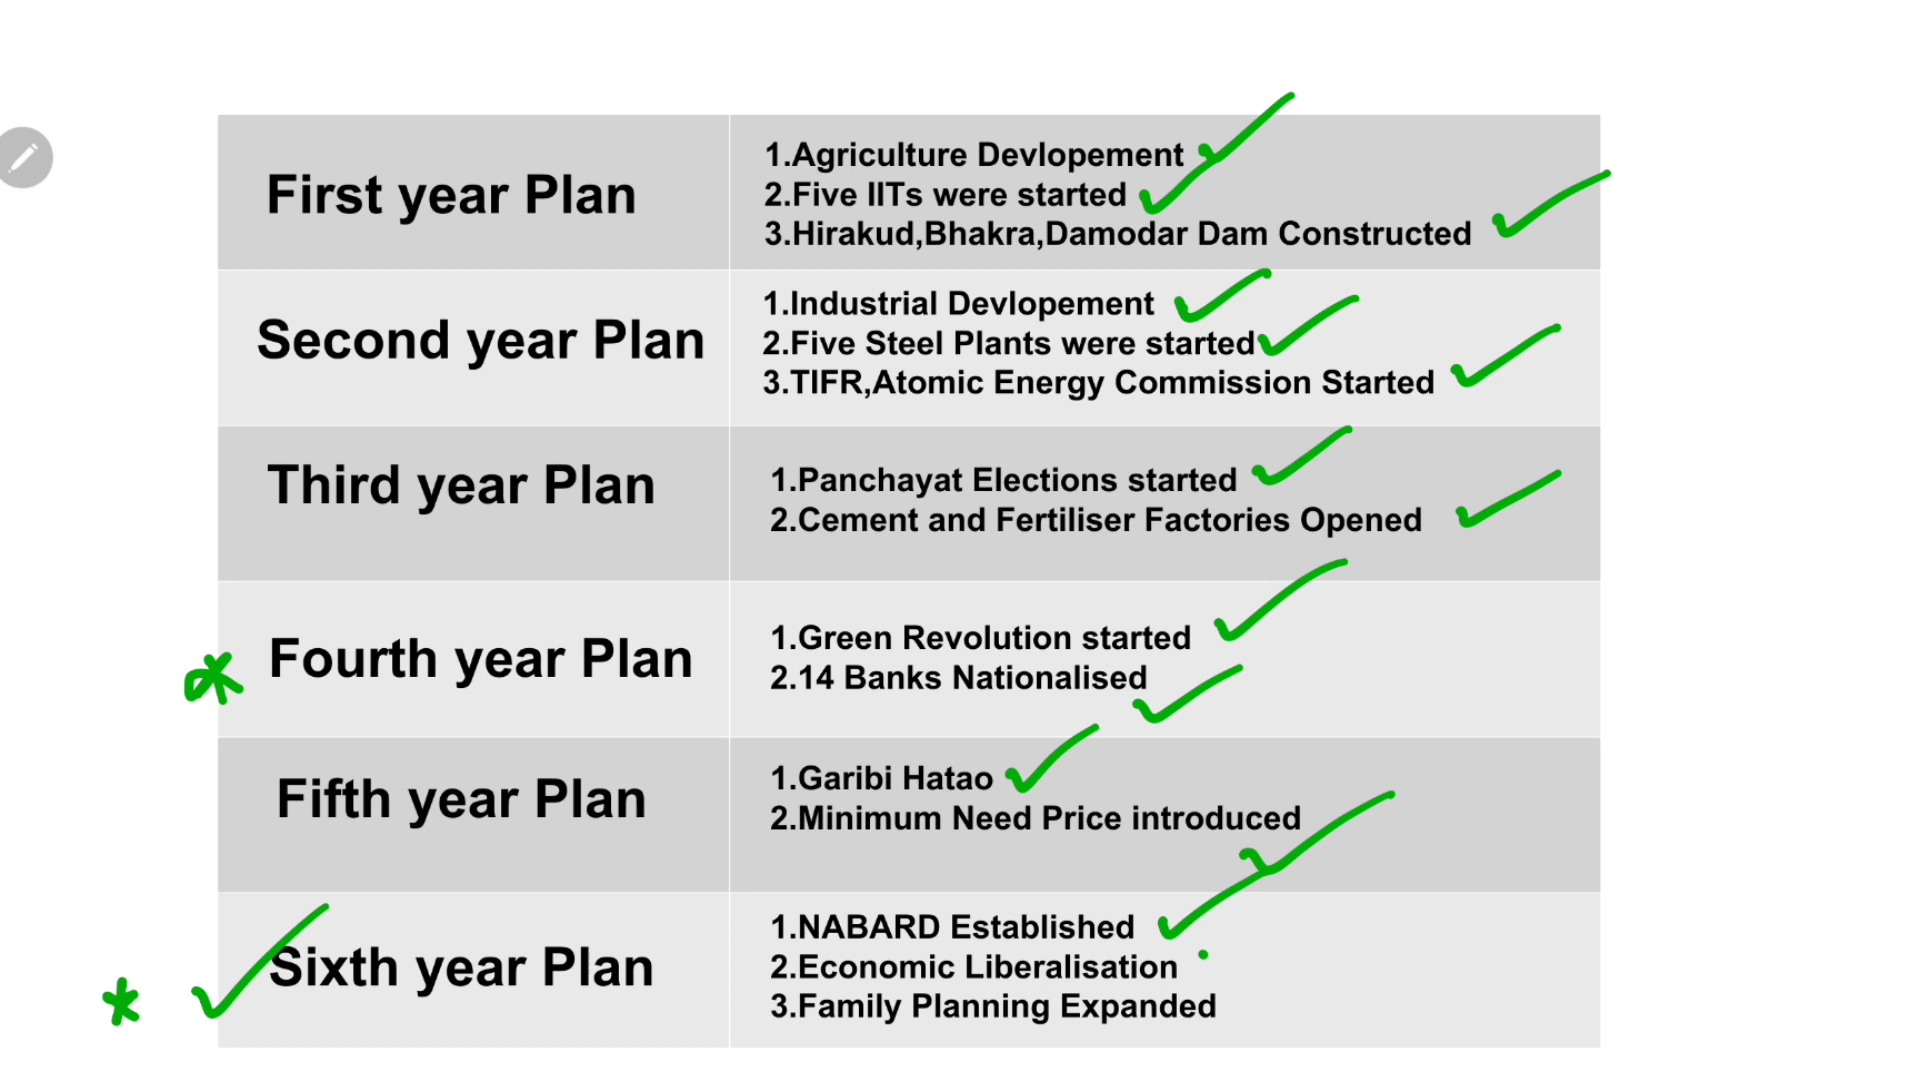 First year Plan
1.Agriculture Devlopement
2.Five IITs were started
3.Hirakud,Bhakra,Damodar Dam Constructed
Second year Plan
1.Industrial Devlopement
2.Five Steel Plants were started
3.TIFR,Atomic Energy Commission Started
Third year Plan
1.Panchayat Elections started
2.Cement and Fertiliser Factories Opened
Fourth year Plan
1.Green Revolution started
2.14 Banks Nationalised
Fifth year Plan
1.Garibi Hatao
2.Minimum Need Price introduced
Sixth year Plan
1.NABARD Established
2.Economic Liberalisation
3.Family Planning Expanded